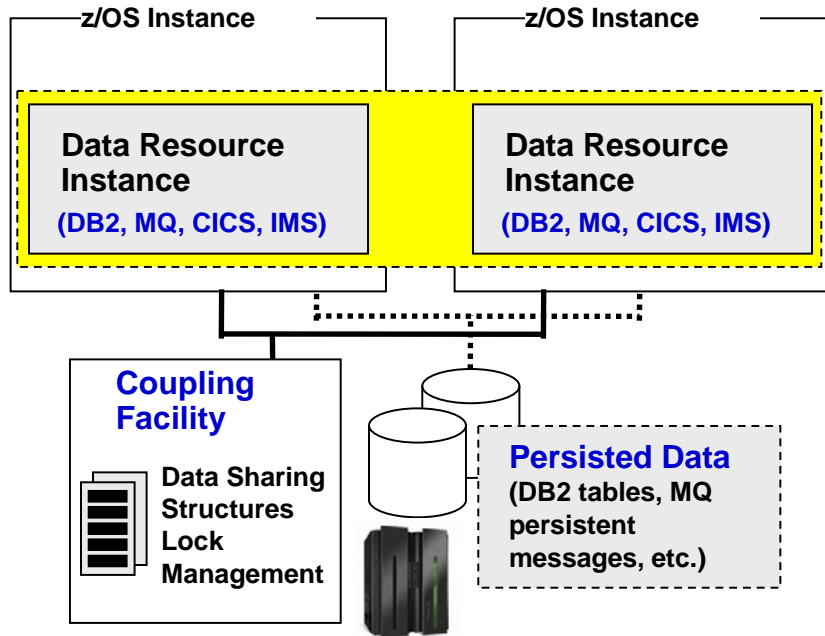 z/OS Instance
z/OS Instance
Data Resource
Instance
(DB2, MQ, CICS, IMS)
Data Resource
Instance
(DB2, MQ, CICS, IMS)
Coupling
Facility
Data Sharing
Structures
Lock
Management
Persisted Data
(DB2 tables, MQ
persistent
messages, etc.)